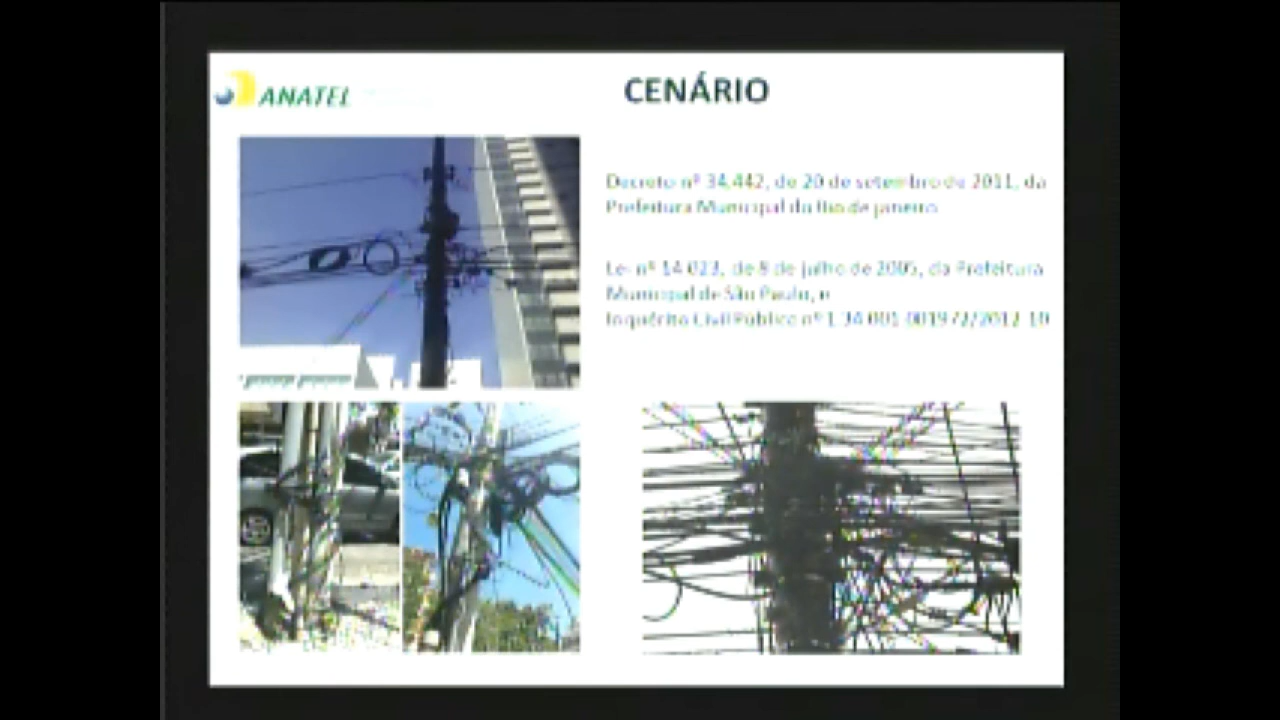 ANATEL
CENÁRIO
Decreto nº 34.442, de 20 de setembro de 2011, da
Prefeitura Municipal do Rio de Janeiro
Lei nº 14.023, de 8 de julho de 2005, da Prefeitura
Municipal de São Paulo, e
Inquérito Civil Público nº 1.34.001.001972/2012-10